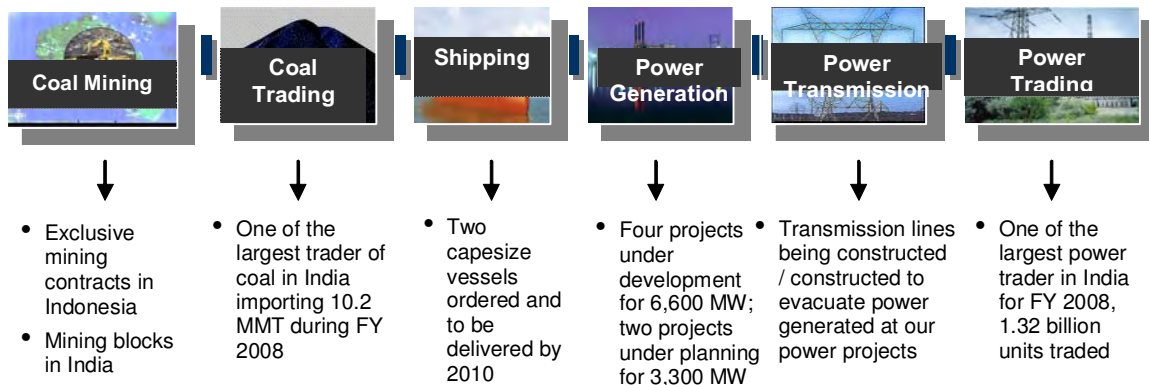 Coal Mining
Coal
Trading
Shipping
Power
Generation
Power
Transmission
Power
Trading
• Exclusive
mining
contracts in
Indonesia
• Mining blocks
in India
• One of the
largest trader of
coal in India
importing 10.2
MMT during FY
2008
• Two
capesize
vessels
ordered and
to be
delivered by
2010
• Four projects
under
development
for 6,600 MW;
two projects
under planning
for 3,300 MW
• Transmission lines
being constructed
/ constructed to
evacuate power
generated at our
power projects
• One of the
largest power
trader in India
for FY 2008,
1.32 billion
units traded